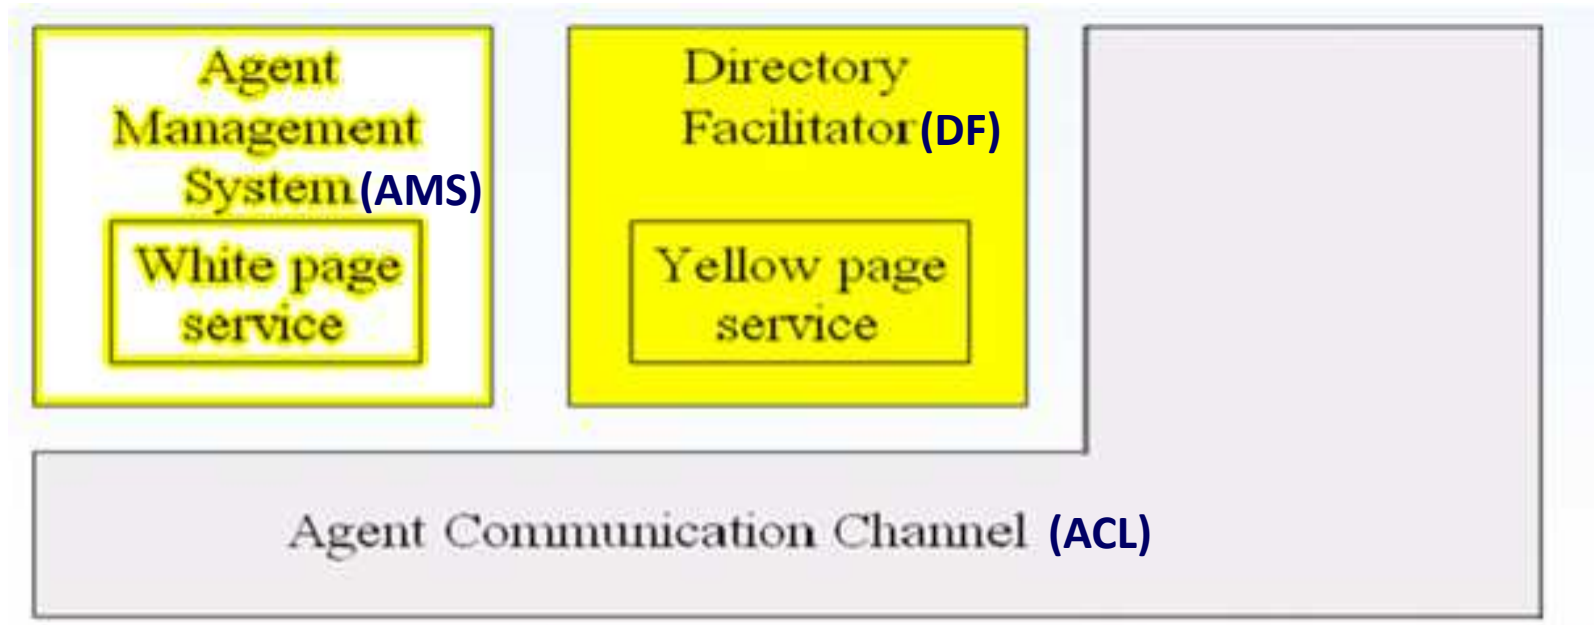 Agent
Management
System (AMS)
White page
service
Directory
Facilitator (DF)
Yellow page
service
Agent Communication Channel (ACL)